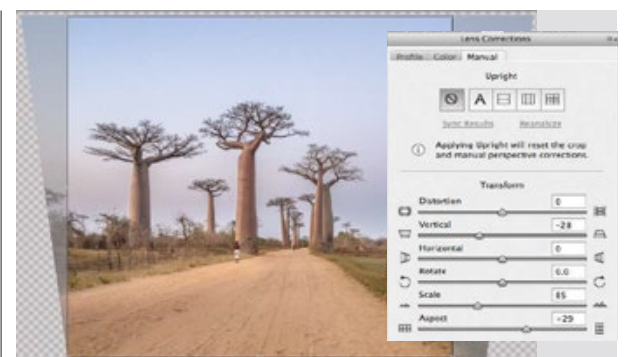 Lens Corrections
Profile Color Manual
Upright
A
Sync Results Reanalyze
Applying Upright will reset the crop
and manual perspective corrections.
Transform
Distortion 0
Vertical -28
Horizontal 0
Rotate 0.0
Scale 85
Aspect -29